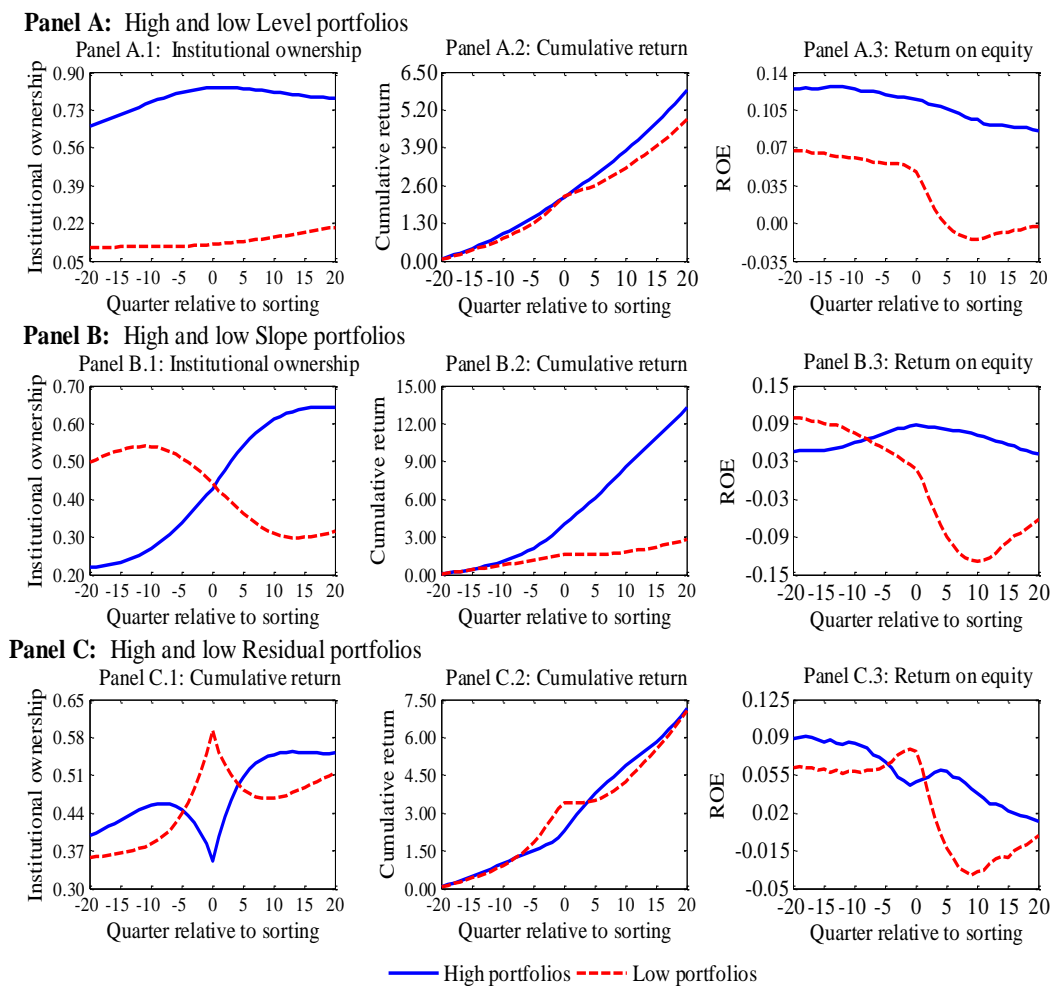 Panel A: High and low Level portfolios
Panel A.1: Institutional ownership
Panel A.2: Cumulative return
Panel A.3: Return on equity
Institutional ownership
0.90
0.73
0.56
0.39
0.22
0.05
-20 -15 -10 -5 0 5 10 15 20
Quarter relative to sorting
Cumulative return
6.50
5.20
3.90
2.60
1.30
0.00
-20 -15 -10 -5 0 5 10 15 20
Quarter relative to sorting
ROE
0.14
0.105
0.07
0.035
0.00
-0.035
-20 -15 -10 -5 0 5 10 15 20
Quarter relative to sorting
Panel B: High and low Slope portfolios
Panel B.1: Institutional ownership
Panel B.2: Cumulative return
Panel B.3: Return on equity
Institutional ownership
0.70
0.60
0.50
0.40
0.30
0.20
-20 -15 -10 -5 0 5 10 15 20
Quarter relative to sorting
Cumulative return
15.00
12.00
9.00
6.00
3.00
0.00
-20 -15 -10 -5 0 5 10 15 20
Quarter relative to sorting
ROE
0.15
0.09
0.03
-0.03
-0.09
-0.15
-20 -15 -10 -5 0 5 10 15 20
Quarter relative to sorting
Panel C: High and low Residual portfolios
Panel C.1: Cumulative return
Panel C.2: Cumulative return
Panel C.3: Return on equity
Institutional ownership
0.65
0.58
0.51
0.44
0.37
0.30
-20 -15 -10 -5 0 5 10 15 20
Quarter relative to sorting
Cumulative return
7.50
6.00
4.50
3.00
1.50
0.00
-20 -15 -10 -5 0 5 10 15 20
Quarter relative to sorting
ROE
0.125
0.09
0.055
0.02
-0.015
-0.05
-20 -15 -10 -5 0 5 10 15 20
Quarter relative to sorting
High portfolios
Low portfolios